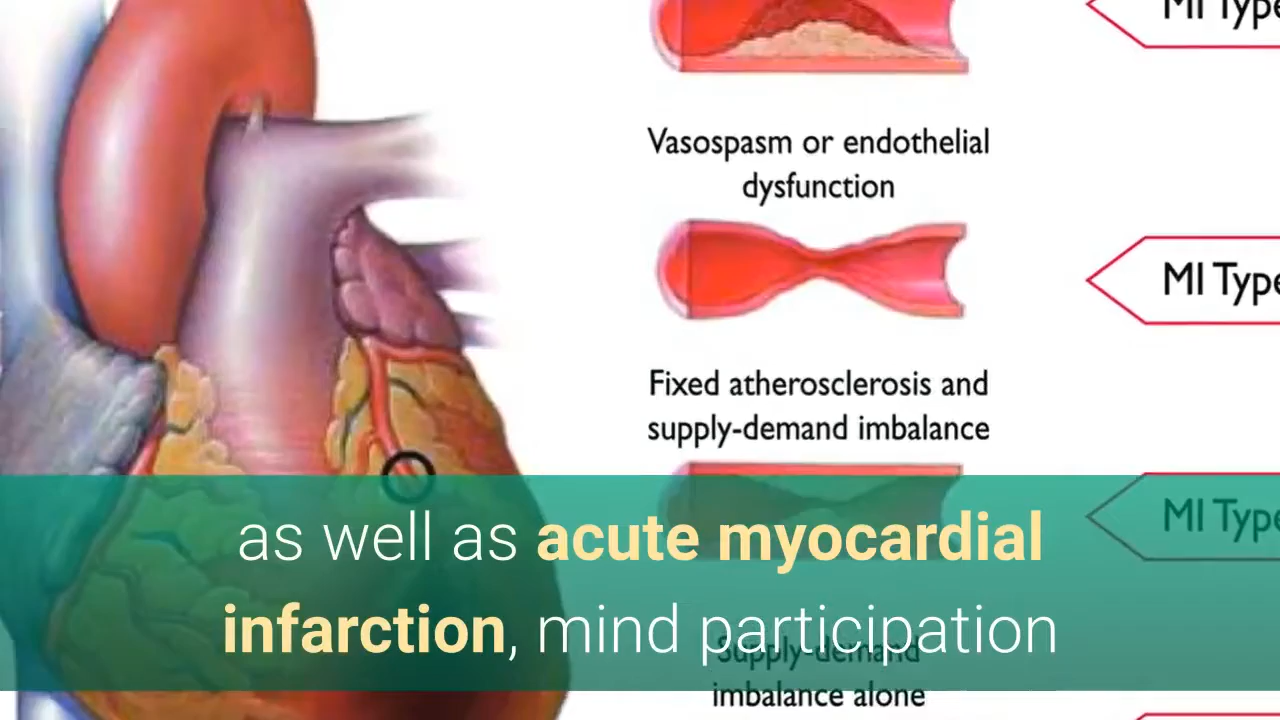 MI Type
Vasospasm or endothelial
dysfunction
MI Type
Fixed atherosclerosis and
supply-demand imbalance
MI Type
as well as acute myocardial
infarction, mind participation
Supply-demand
imbalance alone